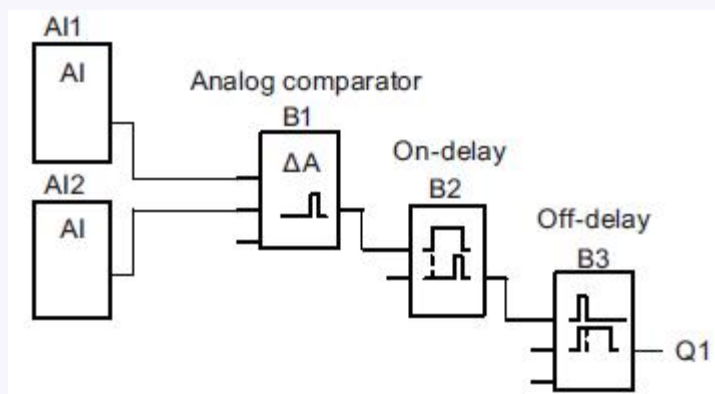 AI1
AI
Analog comparator
B1
ΔA
AI2
AI
On-delay
B2
Off-delay
B3
Q1